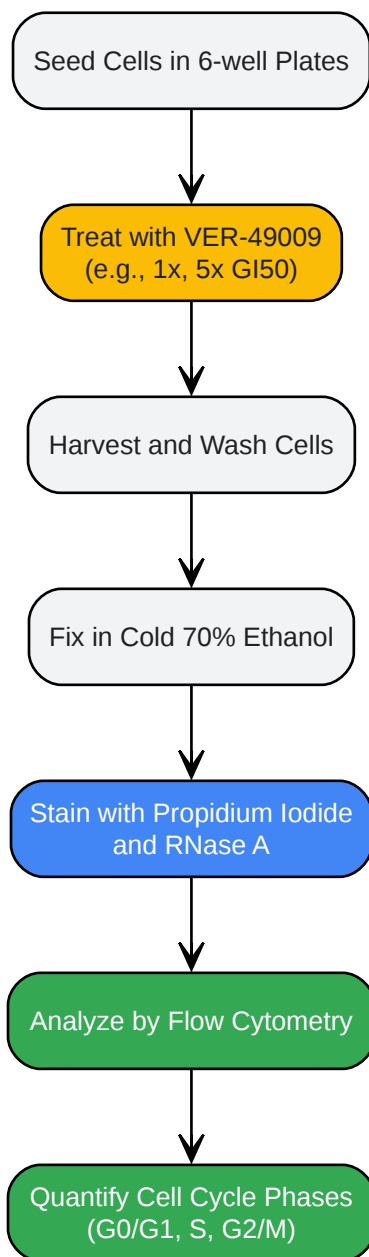 Seed Cells in 6-well Plates
Treat with VER-49009
(e.g., 1x, 5x GI50)
Harvest and Wash Cells
Fix in Cold 70% Ethanol
Stain with Propidium Iodide
and RNase A
Analyze by Flow Cytometry
Quantify Cell Cycle Phases
(G0/G1, S, G2/M)